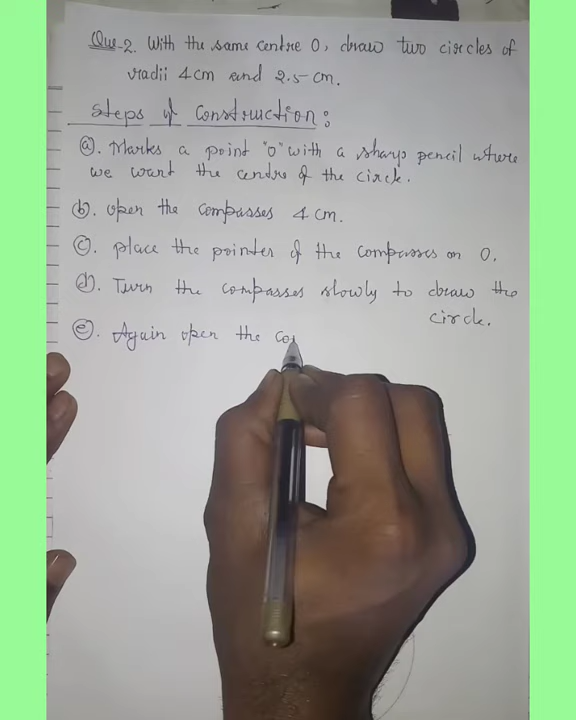 Que-2. With the same centre O, draw two circles of
radii 4cm and 2.5 cm.
Steps of Construction:
(a). Marks a point "O" with a sharp pencil where
we want the centre of the circle.
(b). Open the compasses 4 cm.
(c). Place the pointer of the compasses on O.
(d). Turn the compasses slowly to draw the
circle.
(e). Again open the co